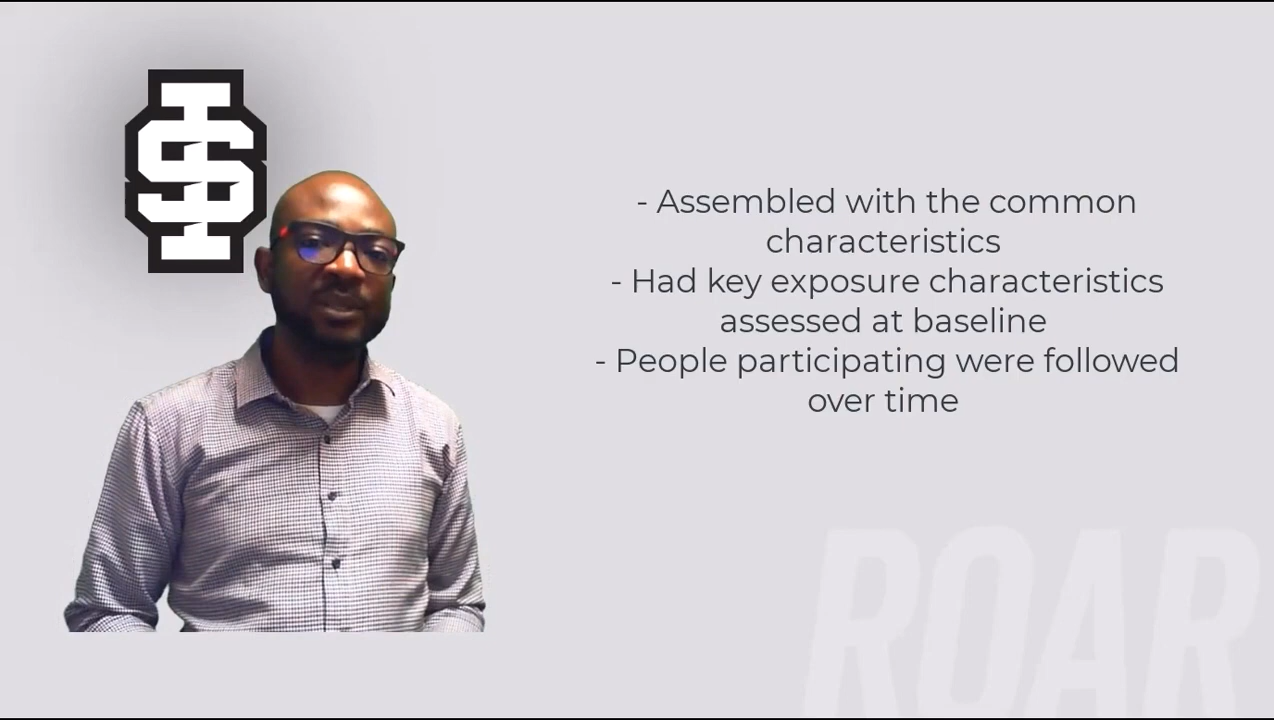 IS
- Assembled with the common
characteristics
- Had key exposure characteristics
assessed at baseline
- People participating were followed
over time
ROAR